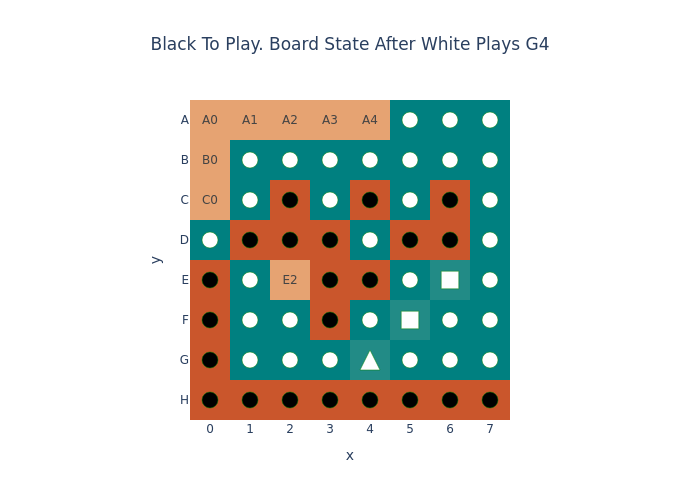 Black To Play. Board State After White Plays G4
A A0 A1 A2 A3 A4
B B0
C C0
D
E E2
F
G
H
0 1 2 3 4 5 6 7
x
y